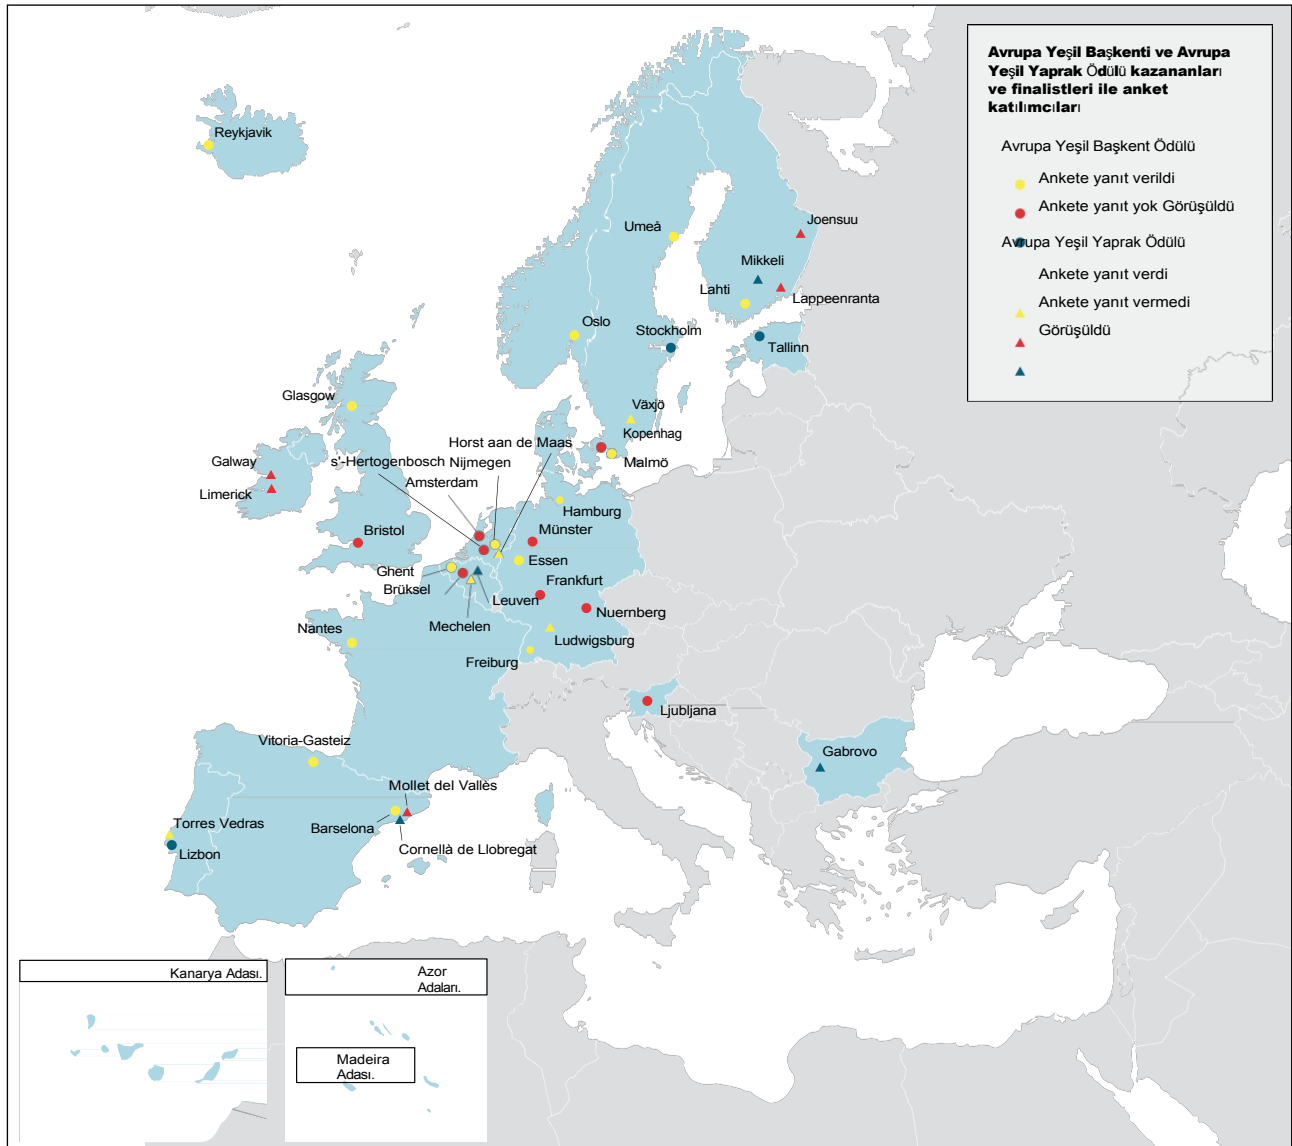 Avrupa Yeşil Başkenti ve Avrupa
Yeşil Yaprak Ödülü kazananları
ve finalistleri ile anket
katılımcıları
Avrupa Yeşil Başkent Ödülü
Ankete yanıt verildi
Ankete yanıt yok Görüşüldü
Avrupa Yeşil Yaprak Ödülü
Ankete yanıt verdi
Ankete yanıt vermedi
Görüşüldü
Reykjavik
Umeå
Joensuu
Mikkeli
Lahti
Lappeenranta
Oslo
Stockholm
Tallinn
Glasgow
Växjö
Kopenhag
Horst aan de Maas
Malmö
s'-Hertogenbosch
Nijmegen
Galway
Amsterdam
Limerick
Hamburg
Bristol
Münster
Essen
Ghent
Frankfurt
Brüksel
Leuven
Nuernberg
Mechelen
Nantes
Ludwigsburg
Freiburg
Ljubljana
Vitoria-Gasteiz
Gabrovo
Mollet del Vallès
Torres Vedras
Barselona
Lizbon
Cornellà de Llobregat
Kanarya Adası.
Azor
Adaları.
Madeira
Adası.